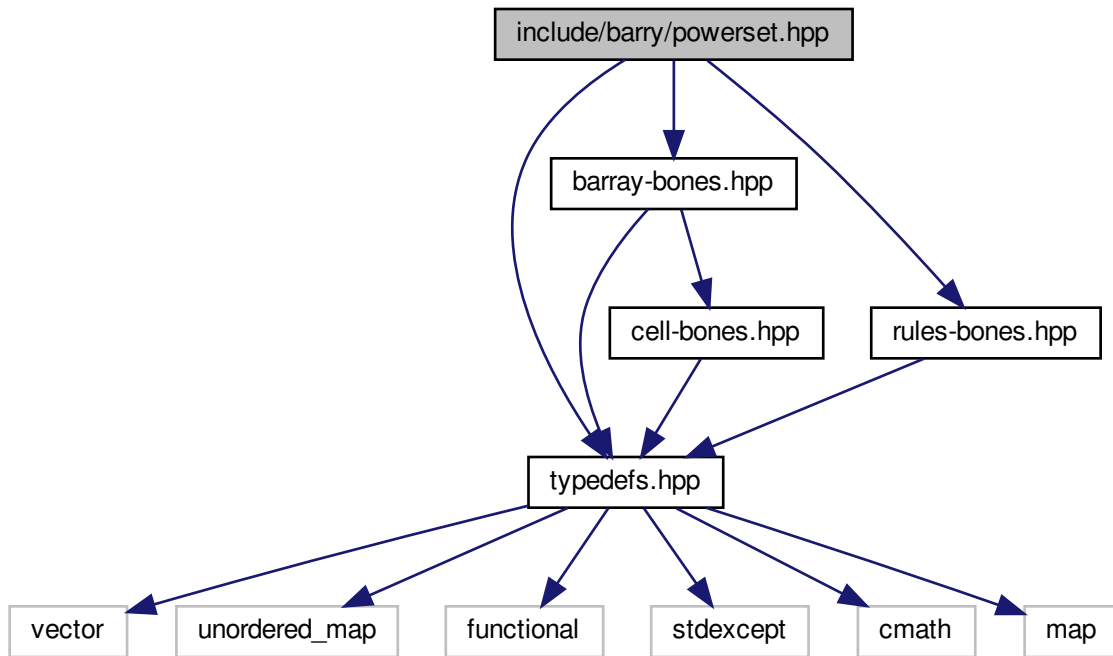 include/barry/powerset.hpp
barray-bones.hpp
cell-bones.hpp
rules-bones.hpp
typedefs.hpp
vector
unordered_map
functional
stdexcept
cmath
map